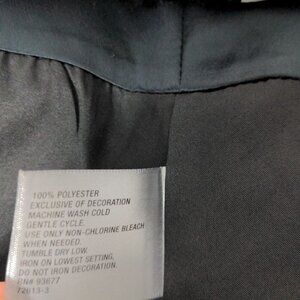 100% POLYESTER
EXCLUSIVE OF DECORATION
MACHINE WASH COLD
GENTLE CYCLE.
USE ONLY NON-CHLORINE BLEACH
WHEN NEEDED.
TUMBLE DRY LOW.
IRON ON LOWEST SETTING,
DO NOT IRON DECORATION.
RN# 93677
72613-3